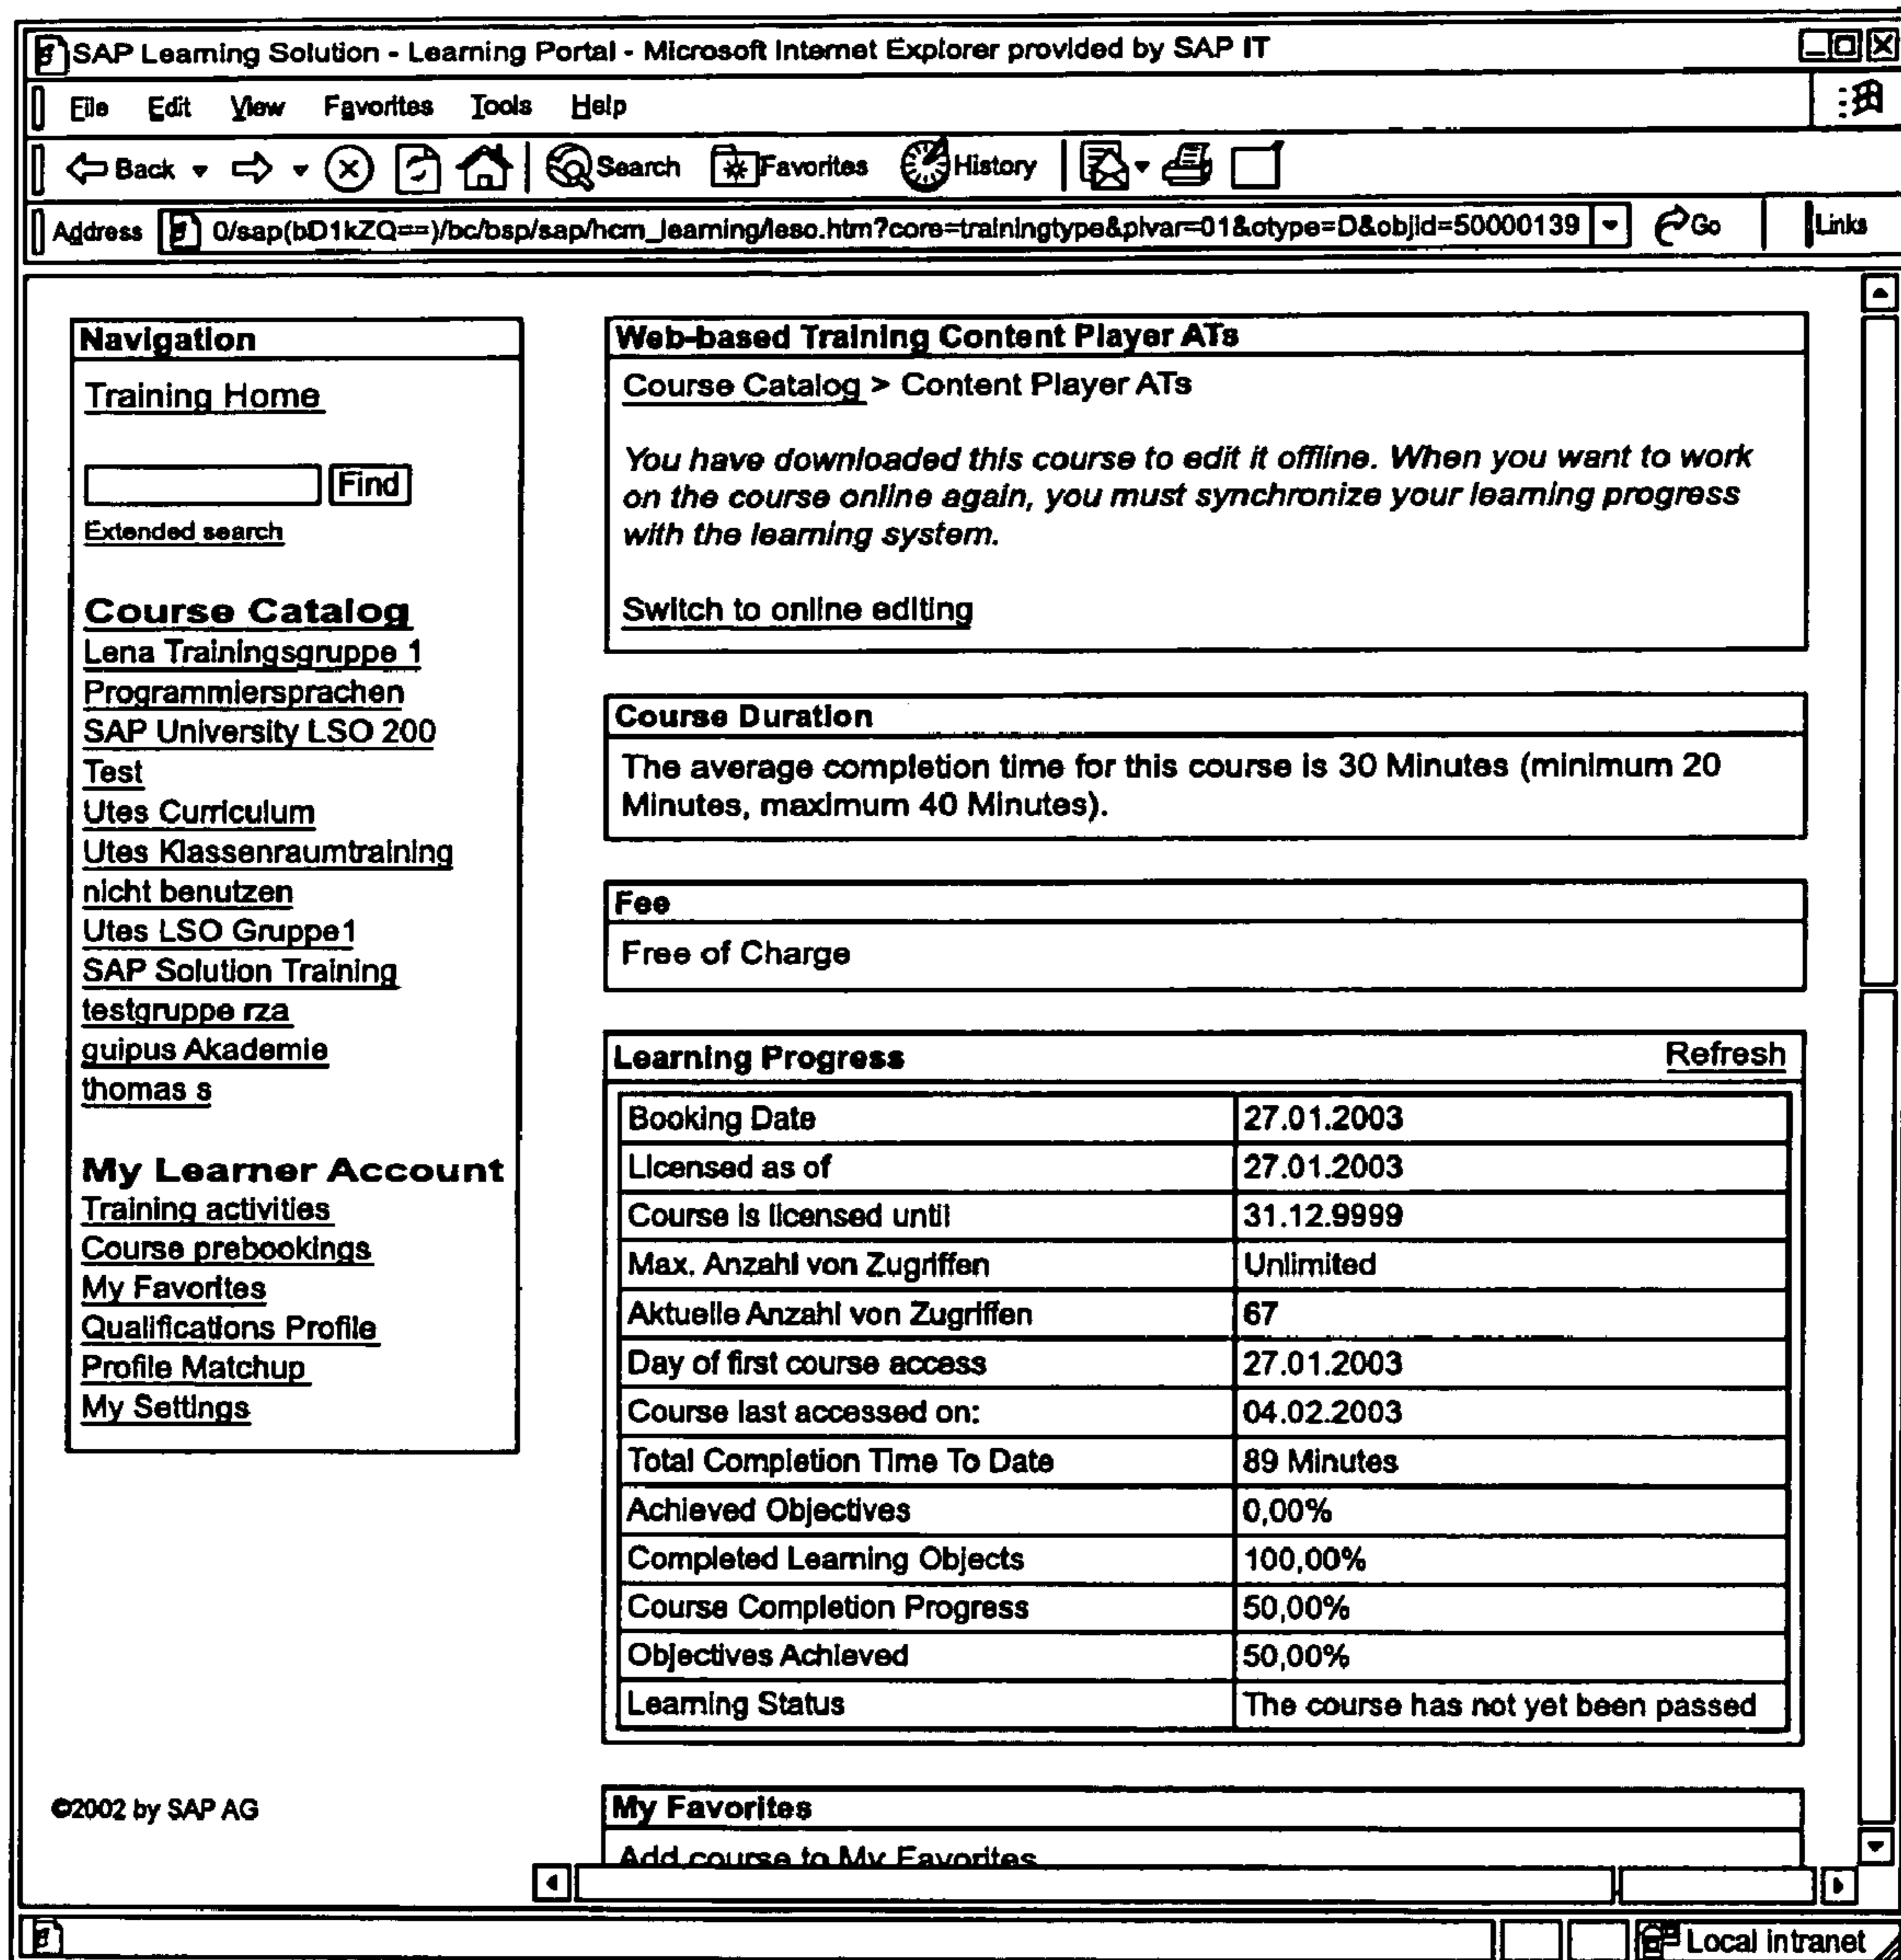 SAP Learning Solution - Learning Portal - Microsoft Internet Explorer provided by SAP IT
File Edit View Favorites Tools Help
Back Search Favorites History
Address 0/sap(bD1kZQ==)/bc/bsp/sap/hcm_learning/leso.htm?core=trainingtype&plvar=01&otype=D&objid=50000139 Go Links
Navigation
Training Home
Find
Extended search
Course Catalog
Lena Trainingsgruppe 1
Programmiersprachen
SAP University LSO 200
Test
Utes Curriculum
Utes Klassenraumtraining
nicht benutzen
Utes LSO Gruppe1
SAP Solution Training
testgruppe rza
quipus Akademie
thomas s
My Learner Account
Training activities
Course prebookings
My Favorites
Qualifications Profile
Profile Matchup
My Settings
©2002 by SAP AG
Web-based Training Content Player ATs
Course Catalog > Content Player ATs
You have downloaded this course to edit it offline. When you want to work
on the course online again, you must synchronize your learning progress
with the learning system.
Switch to online editing
Course Duration
The average completion time for this course is 30 Minutes (minimum 20
Minutes, maximum 40 Minutes).
Fee
Free of Charge
Learning Progress Refresh
Booking Date 27.01.2003
Licensed as of 27.01.2003
Course is licensed until 31.12.9999
Max. Anzahl von Zugriffen Unlimited
Aktuelle Anzahl von Zugriffen 67
Day of first course access 27.01.2003
Course last accessed on: 04.02.2003
Total Completion Time To Date 89 Minutes
Achieved Objectives 0,00%
Completed Learning Objects 100,00%
Course Completion Progress 50,00%
Objectives Achieved 50,00%
Learning Status The course has not yet been passed
My Favorites
Add course to My Favorites
Local intranet